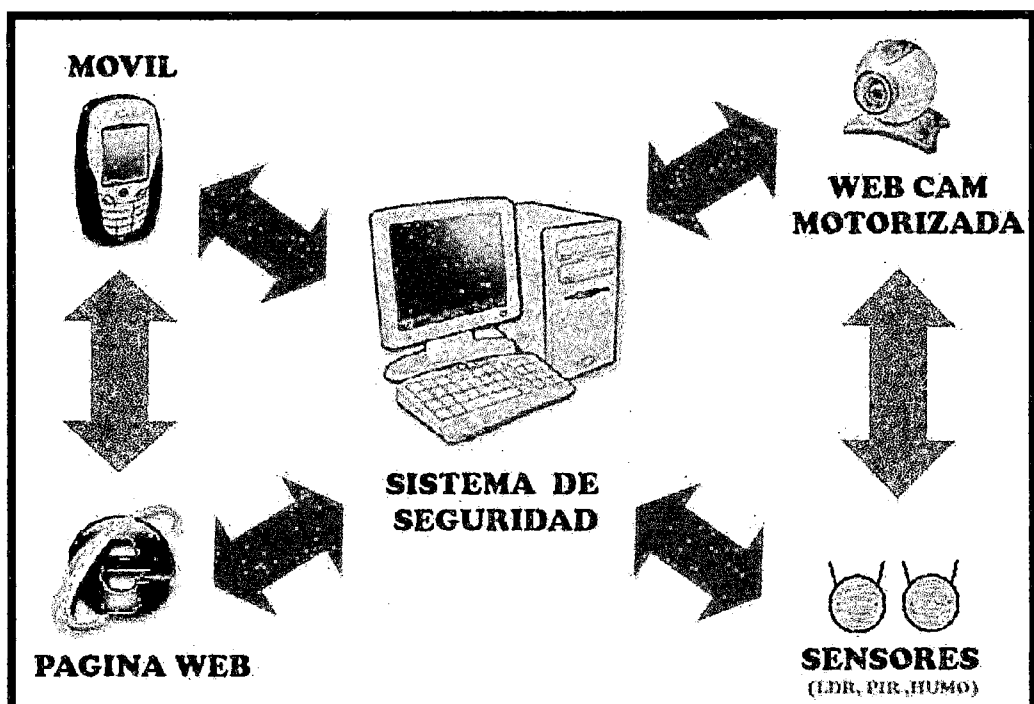 MOVIL
WEB CAM
MOTORIZADA
SISTEMA DE
SEGURIDAD
PAGINA WEB
SENSORES
(LDR, PIR ,HUMO)